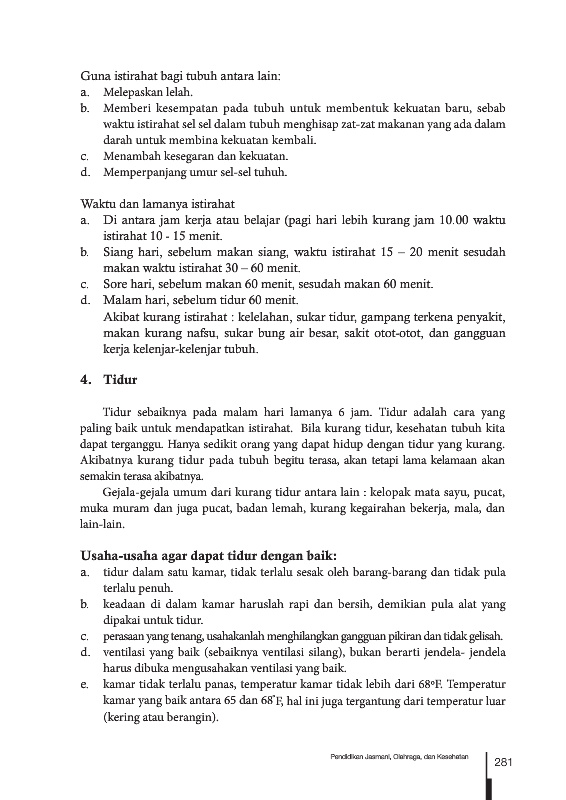 Guna istirahat bagi tubuh antara lain:
a. Melepaskan lelah.
b. Memberi kesempatan pada tubuh untuk membentuk kekuatan baru, sebab
waktu istirahat sel sel dalam tubuh menghisap zat-zat makanan yang ada dalam
darah untuk membina kekuatan kembali.
c. Menambah kesegaran dan kekuatan.
d. Memperpanjang umur sel-sel tuhuh.
Waktu dan lamanya istirahat
a. Di antara jam kerja atau belajar (pagi hari lebih kurang jam 10.00 waktu
istirahat 10 - 15 menit.
b. Siang hari, sebelum makan siang, waktu istirahat 15 – 20 menit sesudah
makan waktu istirahat 30 – 60 menit.
c. Sore hari, sebelum makan 60 menit, sesudah makan 60 menit.
d. Malam hari, sebelum tidur 60 menit.
Akibat kurang istirahat : kelelahan, sukar tidur, gampang terkena penyakit,
makan kurang nafsu, sukar bung air besar, sakit otot-otot, dan gangguan
kerja kelenjar-kelenjar tubuh.
4. Tidur
Tidur sebaiknya pada malam hari lamanya 6 jam. Tidur adalah cara yang
paling baik untuk mendapatkan istirahat. Bila kurang tidur, kesehatan tubuh kita
dapat terganggu. Hanya sedikit orang yang dapat hidup dengan tidur yang kurang.
Akibatnya kurang tidur pada tubuh begitu terasa, akan tetapi lama kelamaan akan
semakin terasa akibatnya.
Gejala-gejala umum dari kurang tidur antara lain : kelopak mata sayu, pucat,
muka muram dan juga pucat, badan lemah, kurang kegairahan bekerja, mala, dan
lain-lain.
Usaha-usaha agar dapat tidur dengan baik:
a. tidur dalam satu kamar, tidak terlalu sesak oleh barang-barang dan tidak pula
terlalu penuh.
b. keadaan di dalam kamar haruslah rapi dan bersih, demikian pula alat yang
dipakai untuk tidur.
c. perasaan yang tenang, usahakanlah menghilangkan gangguan pikiran dan tidak gelisah.
d. ventilasi yang baik (sebaiknya ventilasi silang), bukan berarti jendela- jendela
harus dibuka mengusahakan ventilasi yang baik.
e. kamar tidak terlalu panas, temperatur kamar tidak lebih dari 68ºF. Temperatur
kamar yang baik antara 65 dan 68˚F, hal ini juga tergantung dari temperatur luar
(kering atau berangin).
Pendidikan Jasmani, Olahraga, dan Kesehatan
281